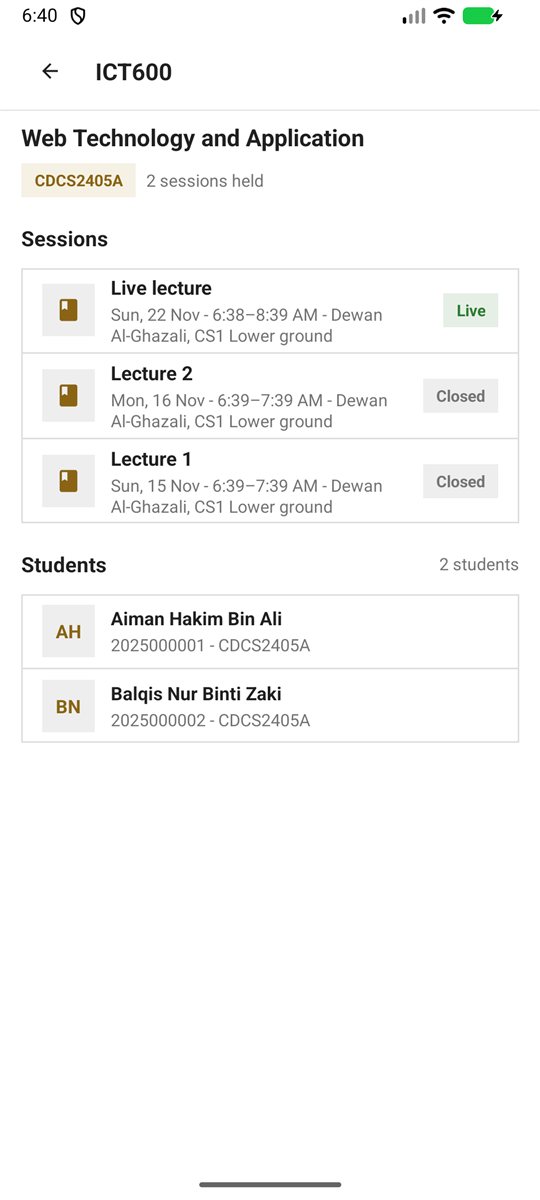 6:40
ICT600
Web Technology and Application
CDCS2405A
2 sessions held
Sessions
Live lecture
Sun, 22 Nov - 6:38–8:39 AM - Dewan
Al-Ghazali, CS1 Lower ground
Live
Lecture 2
Mon, 16 Nov - 6:39–7:39 AM - Dewan
Al-Ghazali, CS1 Lower ground
Closed
Lecture 1
Sun, 15 Nov - 6:39–7:39 AM - Dewan
Al-Ghazali, CS1 Lower ground
Closed
Students
2 students
AH
Aiman Hakim Bin Ali
2025000001 - CDCS2405A
BN
Balqis Nur Binti Zaki
2025000002 - CDCS2405A